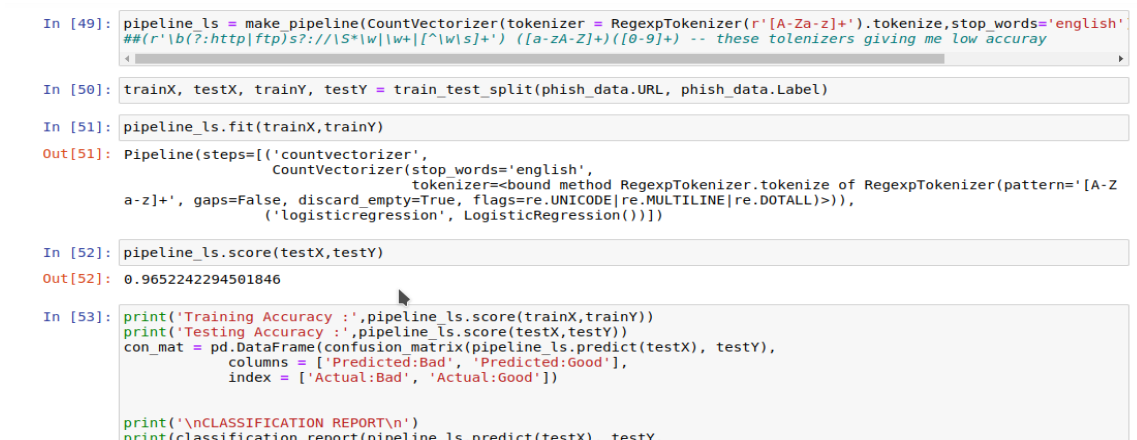 In [49]: pipeline_ls = make_pipeline(CountVectorizer(tokenizer = RegexpTokenizer(r'[A-Za-z]+').tokenize,stop_words='english')
##(r'\b(?:http|ftp)s?://\S*\w|\w+|[^\w\s]+') ([a-zA-Z]+)([0-9]+) -- these tolenizers giving me low accuray
In [50]: trainX, testX, trainY, testY = train_test_split(phish_data.URL, phish_data.Label)
In [51]: pipeline_ls.fit(trainX,trainY)
Out[51]: Pipeline(steps=[('countvectorizer',
CountVectorizer(stop_words='english',
tokenizer=<bound method RegexpTokenizer.tokenize of RegexpTokenizer(pattern='[A-Z
a-z]+', gaps=False, discard_empty=True, flags=re.UNICODE|re.MULTILINE|re.DOTALL)>)),
('logisticregression', LogisticRegression())])
In [52]: pipeline_ls.score(testX,testY)
Out[52]: 0.9652242294501846
In [53]: print('Training Accuracy :',pipeline_ls.score(trainX,trainY))
print('Testing Accuracy :',pipeline_ls.score(testX,testY))
con_mat = pd.DataFrame(confusion_matrix(pipeline_ls.predict(testX), testY),
columns = ['Predicted:Bad', 'Predicted:Good'],
index = ['Actual:Bad', 'Actual:Good'])
print('\nCLASSIFICATION REPORT\n')
print(classification_report(pipeline_ls.predict(testX), testY,